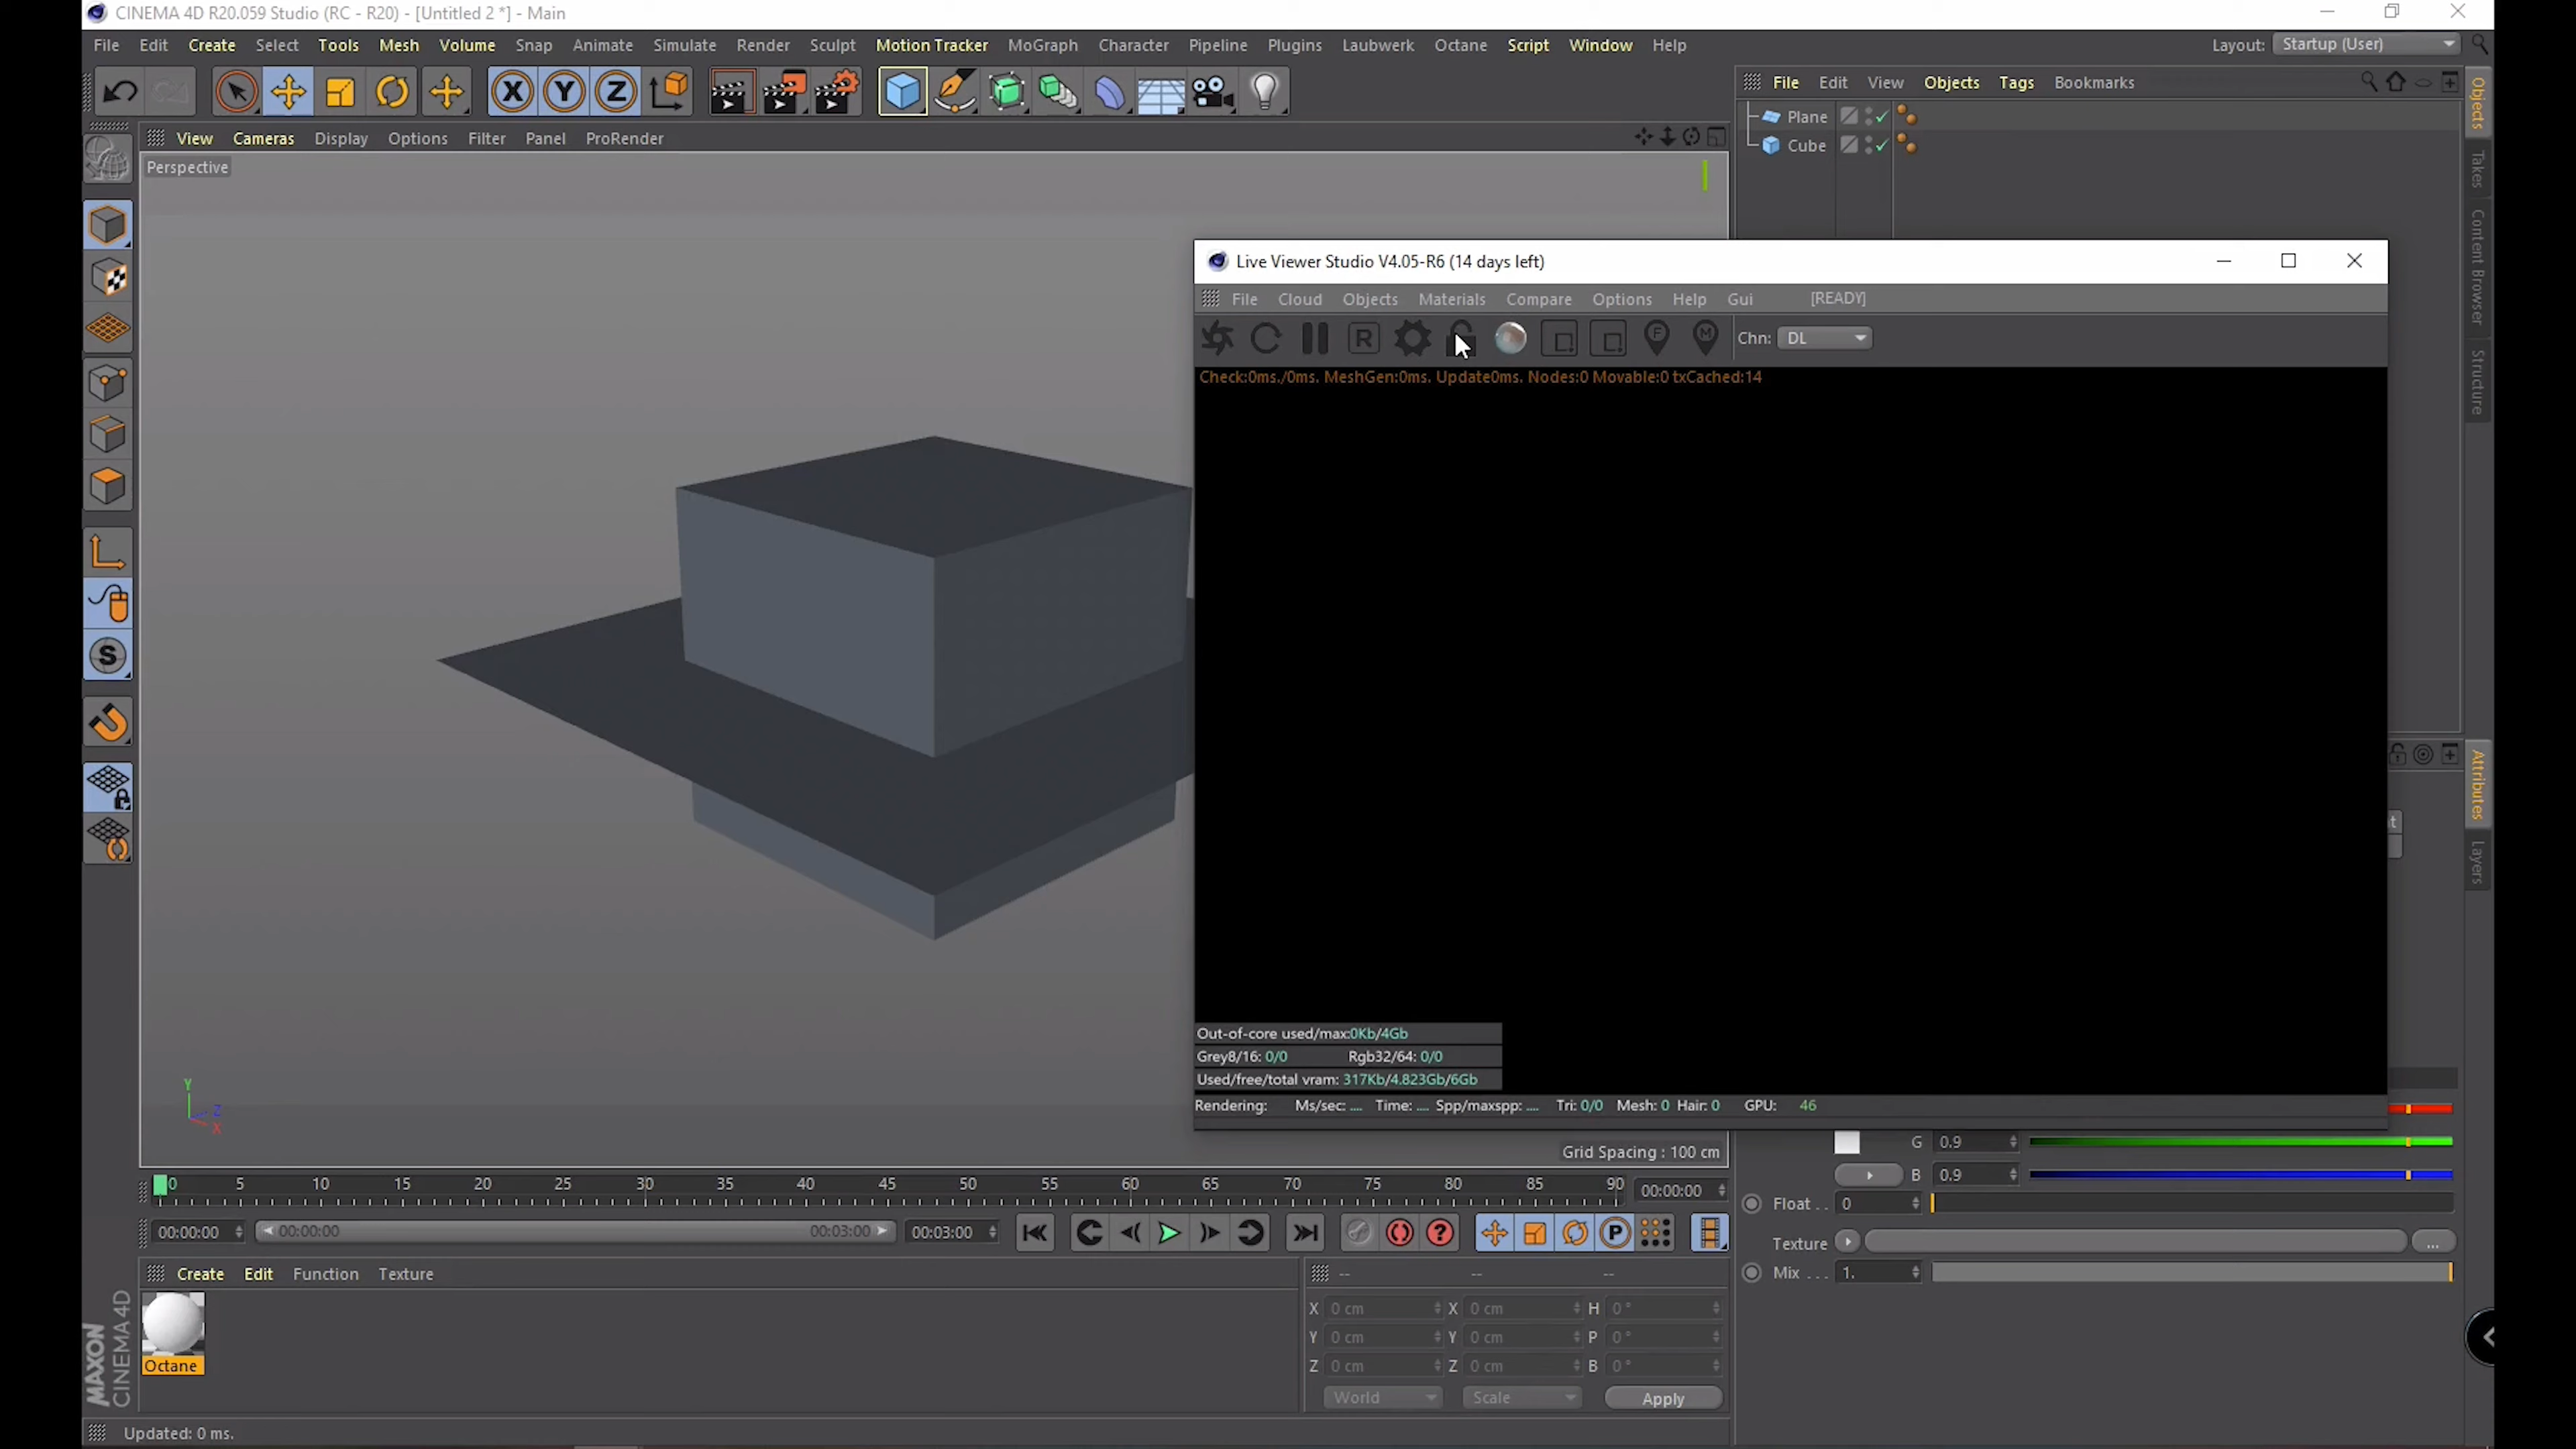 CINEMA 4D R20.059 Studio (RC - R20) - [Untitled 2 *] - Main
File Edit Create Select Tools Mesh Volume Snap Animate Simulate Render Sculpt Motion Tracker MoGraph Character Pipeline Plugins Laubwerk Octane Script Window Help
Layout: Startup (User)
X Y Z
File Edit View Objects Tags Bookmarks
View Cameras Display Options Filter Panel ProRender
Perspective
Plane
Cube
Objects
Takes
Content Browser
Structure
Attributes
Layers
Live Viewer Studio V4.05-R6 (14 days left)
File Cloud Objects Materials Compare Options Help Gui [READY]
R F M Chn: DL
Check:0ms./0ms. MeshGen:0ms. Update0ms. Nodes:0 Movable:0 txCached:14
Out-of-core used/max:0Kb/4Gb
Grey8/16: 0/0 Rgb32/64: 0/0
Used/free/total vram: 317Kb/4.823Gb/6Gb
Rendering: Ms/sec: .... Time: .... Spp/maxspp: .... Tri: 0/0 Mesh: 0 Hair: 0 GPU: 46
S
Y
Z
X
Grid Spacing : 100 cm
G 0.9
B 0.9
Float . . 0
Texture ...
Mix . . . 1.
0 5 10 15 20 25 30 35 40 45 50 55 60 65 70 75 80 85 90 00:00:00
00:00:00 00:00:00 00:03:00 00:03:00 ? P
Create Edit Function Texture
-- -- --
Octane
X 0 cm X 0 cm H 0 °
Y 0 cm Y 0 cm P 0 °
Z 0 cm Z 0 cm B 0 °
World Scale Apply
MAXON
CINEMA 4D
Updated: 0 ms.